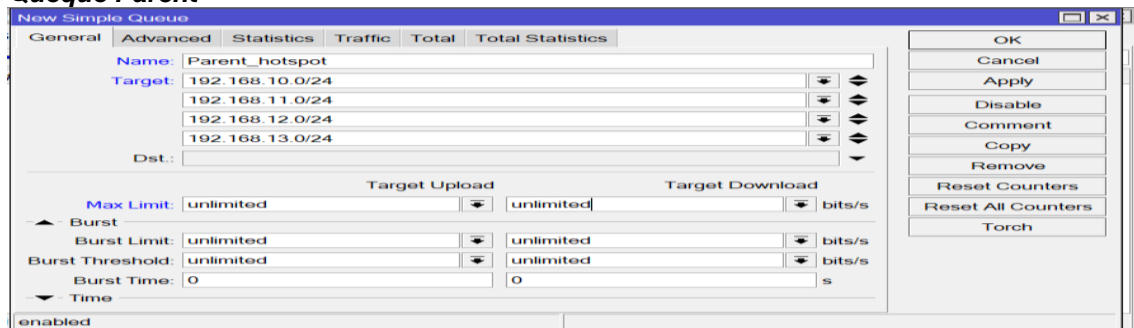 Queque Parent
New Simple Queue
General Advanced Statistics Traffic Total Total Statistics
OK
Name: Parent_hotspot
Cancel
Target: 192.168.10.0/24
Apply
192.168.11.0/24
Disable
192.168.12.0/24
Comment
192.168.13.0/24
Copy
Dst.:
Remove
Target Upload Target Download
Reset Counters
Max Limit: unlimited unlimited bits/s
Reset All Counters
Burst
Torch
Burst Limit: unlimited unlimited bits/s
Burst Threshold: unlimited unlimited bits/s
Burst Time: 0 0 s
Time
enabled